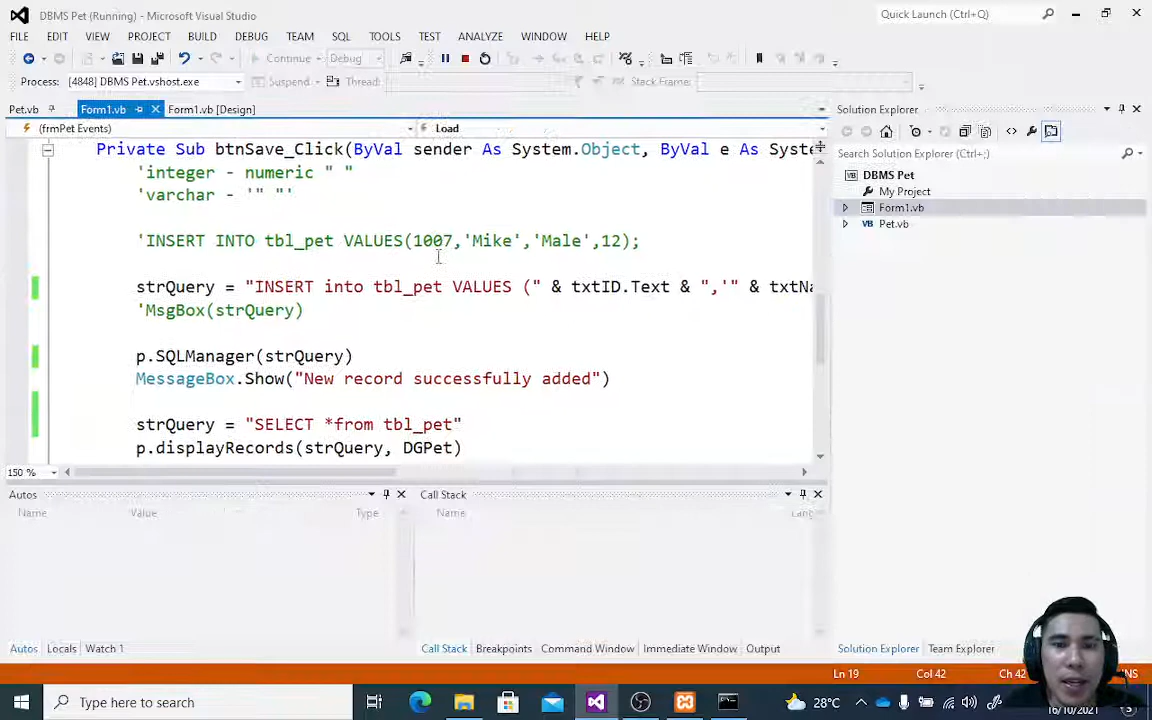 DBMS Pet (Running) - Microsoft Visual Studio
Quick Launch (Ctrl+Q)
FILE EDIT VIEW PROJECT BUILD DEBUG TEAM SQL TOOLS TEST ANALYZE WINDOW HELP
Continue Debug
Process: [4848] DBMS Pet.vshost.exe Suspend Thread: Stack Frame:
Pet.vb Form1.vb Form1.vb [Design]
Solution Explorer
(frmPet Events) Load
Search Solution Explorer (Ctrl+;)
DBMS Pet
My Project
Form1.vb
Pet.vb
Private Sub btnSave_Click(ByVal sender As System.Object, ByVal e As Syste
'integer - numeric " "
'varchar - '" "'
'INSERT INTO tbl_pet VALUES(1007,'Mike','Male',12);
strQuery = "INSERT into tbl_pet VALUES (" & txtID.Text & ",'" & txtNa
'MsgBox(strQuery)
p.SQLManager(strQuery)
MessageBox.Show("New record successfully added")
strQuery = "SELECT *from tbl_pet"
p.displayRecords(strQuery, DGPet)
150 %
Autos
Name Value Type
Call Stack
Name Lang
Autos Locals Watch 1
Call Stack Breakpoints Command Window Immediate Window Output
Solution Explorer Team Explorer
Ln 19 Col 42 Ch 42 INS
Type here to search
28°C
16/10/2021